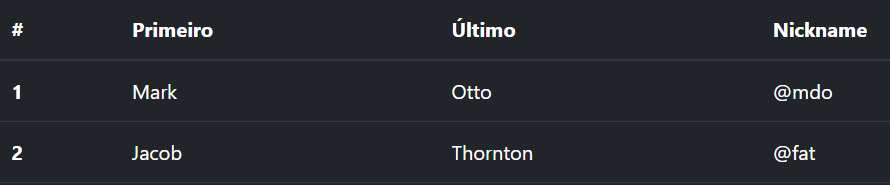 # Primeiro Último Nickname
1 Mark Otto @mdo
2 Jacob Thornton @fat